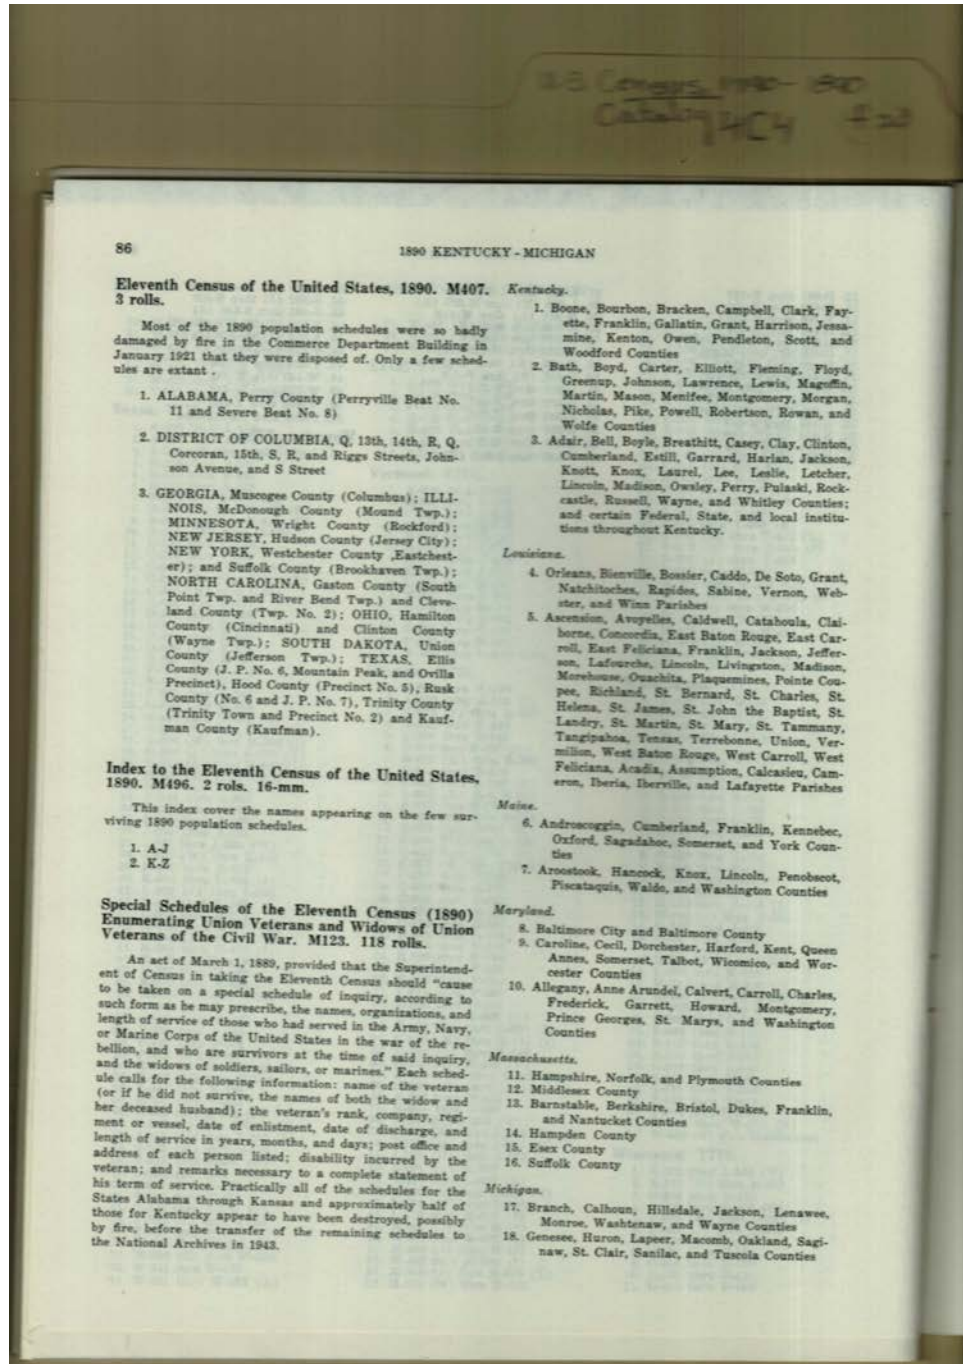 U.S. Census 1790-1890
Catalog 4C4
86
1890 KENTUCKY - MICHIGAN
Eleventh Census of the United States, 1890. M407.
3 rolls.
Most of the 1890 population schedules were so badly
damaged by fire in the Commerce Department Building in
January 1921 that they were disposed of. Only a few sched-
ules are extant .
1. ALABAMA, Perry County (Perryville Beat No.
11 and Severe Beat No. 8)
2. DISTRICT OF COLUMBIA, Q, 13th, 14th, R, Q,
Corcoran, 15th, S, R, and Riggs Streets, John-
son Avenue, and S Street
3. GEORGIA, Muscogee County (Columbus); ILLI-
NOIS, McDonough County (Mound Twp.);
MINNESOTA, Wright County (Rockford);
NEW JERSEY, Hudson County (Jersey City);
NEW YORK, Westchester County ,Eastchest-
er); and Suffolk County (Brookhaven Twp.);
NORTH CAROLINA, Gaston County (South
Point Twp. and River Bend Twp.) and Cleve-
land County (Twp. No. 2); OHIO, Hamilton
County (Cincinnati) and Clinton County
(Wayne Twp.); SOUTH DAKOTA, Union
County (Jefferson Twp.); TEXAS, Ellis
County (J. P. No. 6, Mountain Peak, and Ovilla
Precinct), Hood County (Precinct No. 5), Rusk
County (No. 6 and J. P. No. 7), Trinity County
(Trinity Town and Precinct No. 2) and Kauf-
man County (Kaufman).
Index to the Eleventh Census of the United States,
1890. M496. 2 rols. 16-mm.
This index cover the names appearing on the few sur-
viving 1890 population schedules.
1. A-J
2. K-Z
Special Schedules of the Eleventh Census (1890)
Enumerating Union Veterans and Widows of Union
Veterans of the Civil War. M123. 118 rolls.
An act of March 1, 1889, provided that the Superintend-
ent of Census in taking the Eleventh Census should "cause
to be taken on a special schedule of inquiry, according to
such form as he may prescribe, the names, organizations, and
length of service of those who had served in the Army, Navy,
or Marine Corps of the United States in the war of the re-
bellion, and who are survivors at the time of said inquiry,
and the widows of soldiers, sailors, or marines." Each sched-
ule calls for the following information: name of the veteran
(or if he did not survive, the names of both the widow and
her deceased husband); the veteran's rank, company, regi-
ment or vessel, date of enlistment, date of discharge, and
length of service in years, months, and days; post office and
address of each person listed; disability incurred by the
veteran; and remarks necessary to a complete statement of
his term of service. Practically all of the schedules for the
States Alabama through Kansas and approximately half of
those for Kentucky appear to have been destroyed, possibly
by fire, before the transfer of the remaining schedules to
the National Archives in 1943.
Kentucky.
1. Boone, Bourbon, Bracken, Campbell, Clark, Fay-
ette, Franklin, Gallatin, Grant, Harrison, Jessa-
mine, Kenton, Owen, Pendleton, Scott, and
Woodford Counties
2. Bath, Boyd, Carter, Elliott, Fleming, Floyd,
Greenup, Johnson, Lawrence, Lewis, Magoffin,
Martin, Mason, Menifee, Montgomery, Morgan,
Nicholas, Pike, Powell, Robertson, Rowan, and
Wolfe Counties
3. Adair, Bell, Boyle, Breathitt, Casey, Clay, Clinton,
Cumberland, Estill, Garrard, Harlan, Jackson,
Knott, Knox, Laurel, Lee, Leslie, Letcher,
Lincoln, Madison, Owsley, Perry, Pulaski, Rock-
castle, Russell, Wayne, and Whitley Counties;
and certain Federal, State, and local institu-
tions throughout Kentucky.
Louisiana.
4. Orleans, Bienville, Bossier, Caddo, De Soto, Grant,
Natchitoches, Rapides, Sabine, Vernon, Web-
ster, and Winn Parishes
5. Ascension, Avoyelles, Caldwell, Catahoula, Clai-
borne, Concordia, East Baton Rouge, East Car-
roll, East Feliciana, Franklin, Jackson, Jeffer-
son, Lafourche, Lincoln, Livingston, Madison,
Morehouse, Ouachita, Plaquemines, Pointe Cou-
pee, Richland, St. Bernard, St. Charles, St.
Helena, St. James, St. John the Baptist, St.
Landry, St. Martin, St. Mary, St. Tammany,
Tangipahoa, Tensas, Terrebonne, Union, Ver-
milion, West Baton Rouge, West Carroll, West
Feliciana, Acadia, Assumption, Calcasieu, Cam-
eron, Iberia, Iberville, and Lafayette Parishes
Maine.
6. Androscoggin, Cumberland, Franklin, Kennebec,
Oxford, Sagadahoc, Somerset, and York Coun-
ties
7. Aroostook, Hancock, Knox, Lincoln, Penobscot,
Piscataquis, Waldo, and Washington Counties
Maryland.
8. Baltimore City and Baltimore County
9. Caroline, Cecil, Dorchester, Harford, Kent, Queen
Annes, Somerset, Talbot, Wicomico, and Wor-
cester Counties
10. Allegany, Anne Arundel, Calvert, Carroll, Charles,
Frederick, Garrett, Howard, Montgomery,
Prince Georges, St. Marys, and Washington
Counties
Massachusetts.
11. Hampshire, Norfolk, and Plymouth Counties
12. Middlesex County
13. Barnstable, Berkshire, Bristol, Dukes, Franklin,
and Nantucket Counties
14. Hampden County
15. Esex County
16. Suffolk County
Michigan.
17. Branch, Calhoun, Hillsdale, Jackson, Lenawee,
Monroe, Washtenaw, and Wayne Counties
18. Genesee, Huron, Lapeer, Macomb, Oakland, Sagi-
naw, St. Clair, Sanilac, and Tuscola Counties